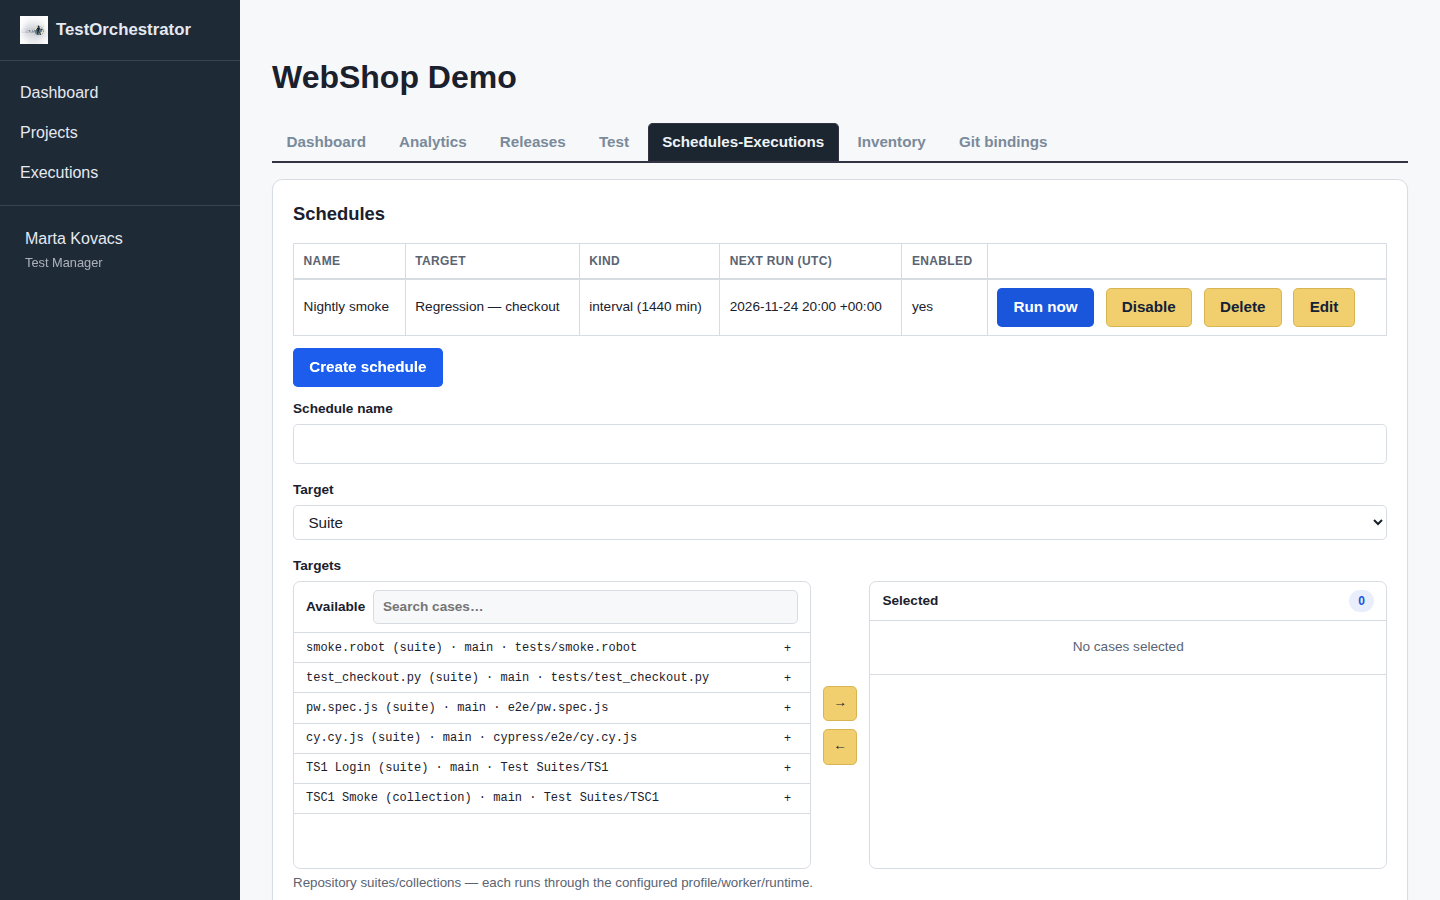 TestOrchestrator
Dashboard
Projects
Executions
Marta Kovacs
Test Manager
WebShop Demo
Dashboard Analytics Releases Test Schedules-Executions Inventory Git bindings
Schedules
NAME TARGET KIND NEXT RUN (UTC) ENABLED
Nightly smoke Regression — checkout interval (1440 min) 2026-11-24 20:00 +00:00 yes Run now Disable Delete Edit
Create schedule
Schedule name
Target
Suite
Targets
Available Search cases…
smoke.robot (suite) · main · tests/smoke.robot +
test_checkout.py (suite) · main · tests/test_checkout.py +
pw.spec.js (suite) · main · e2e/pw.spec.js +
cy.cy.js (suite) · main · cypress/e2e/cy.cy.js +
TS1 Login (suite) · main · Test Suites/TS1 +
TSC1 Smoke (collection) · main · Test Suites/TSC1 +
→
←
Selected 0
No cases selected
Repository suites/collections — each runs through the configured profile/worker/runtime.